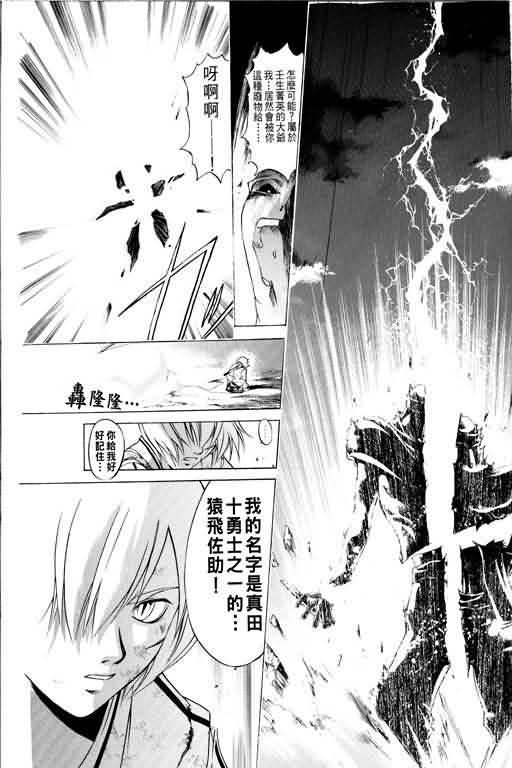 怎麼可能？屬於
壬生菁英的大爺
我…居然會被你
這種廢物給……
呀啊啊——
轟隆隆…
你給我好
好記住…
我的名字是真田
十勇士之一的…
猿飛佐助！